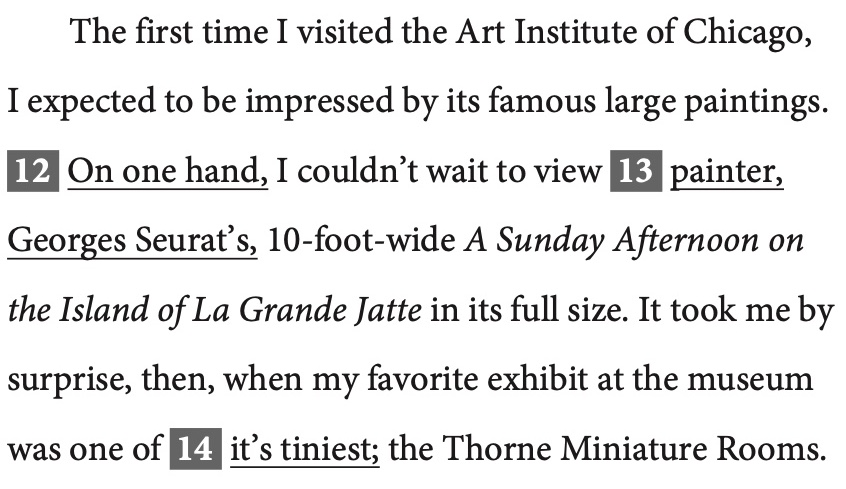 The first time I visited the Art Institute of Chicago,
I expected to be impressed by its famous large paintings.
12 On one hand, I couldn’t wait to view 13 painter,
Georges Seurat’s, 10-foot-wide A Sunday Afternoon on
the Island of La Grande Jatte in its full size. It took me by
surprise, then, when my favorite exhibit at the museum
was one of 14 it’s tiniest; the Thorne Miniature Rooms.